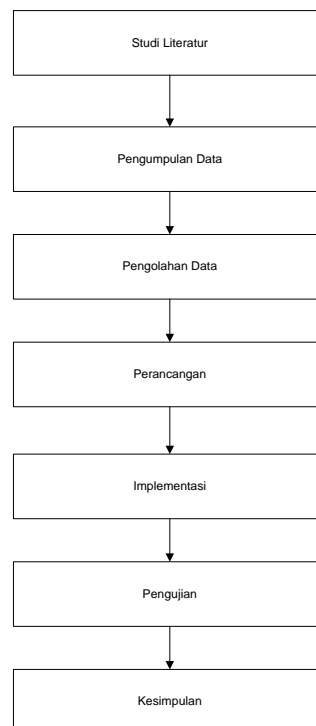 Studi Literatur
Pengumpulan Data
Pengolahan Data
Perancangan
Implementasi
Pengujian
Kesimpulan